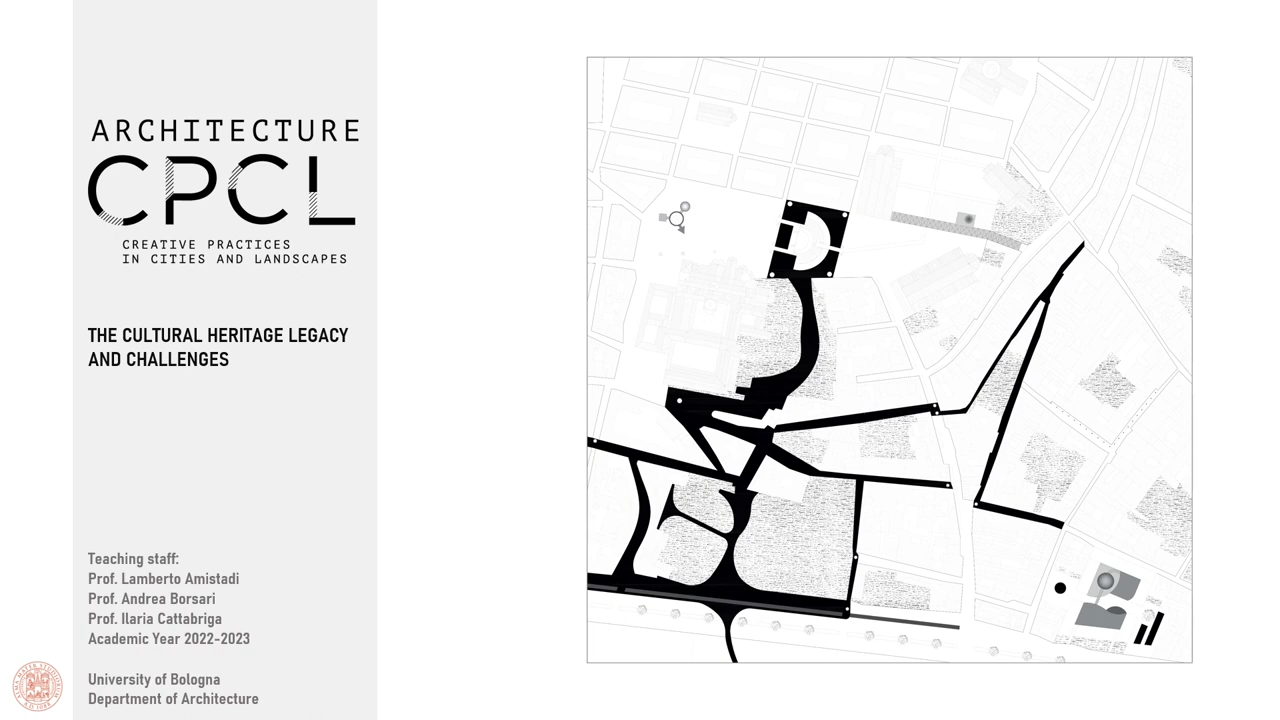 ARCHITECTURE
CPCL
CREATIVE PRACTICES
IN CITIES AND LANDSCAPES
THE CULTURAL HERITAGE LEGACY
AND CHALLENGES
Teaching staff:
Prof. Lamberto Amistadi
Prof. Andrea Borsari
Prof. Ilaria Cattabriga
Academic Year 2022-2023
University of Bologna
Department of Architecture